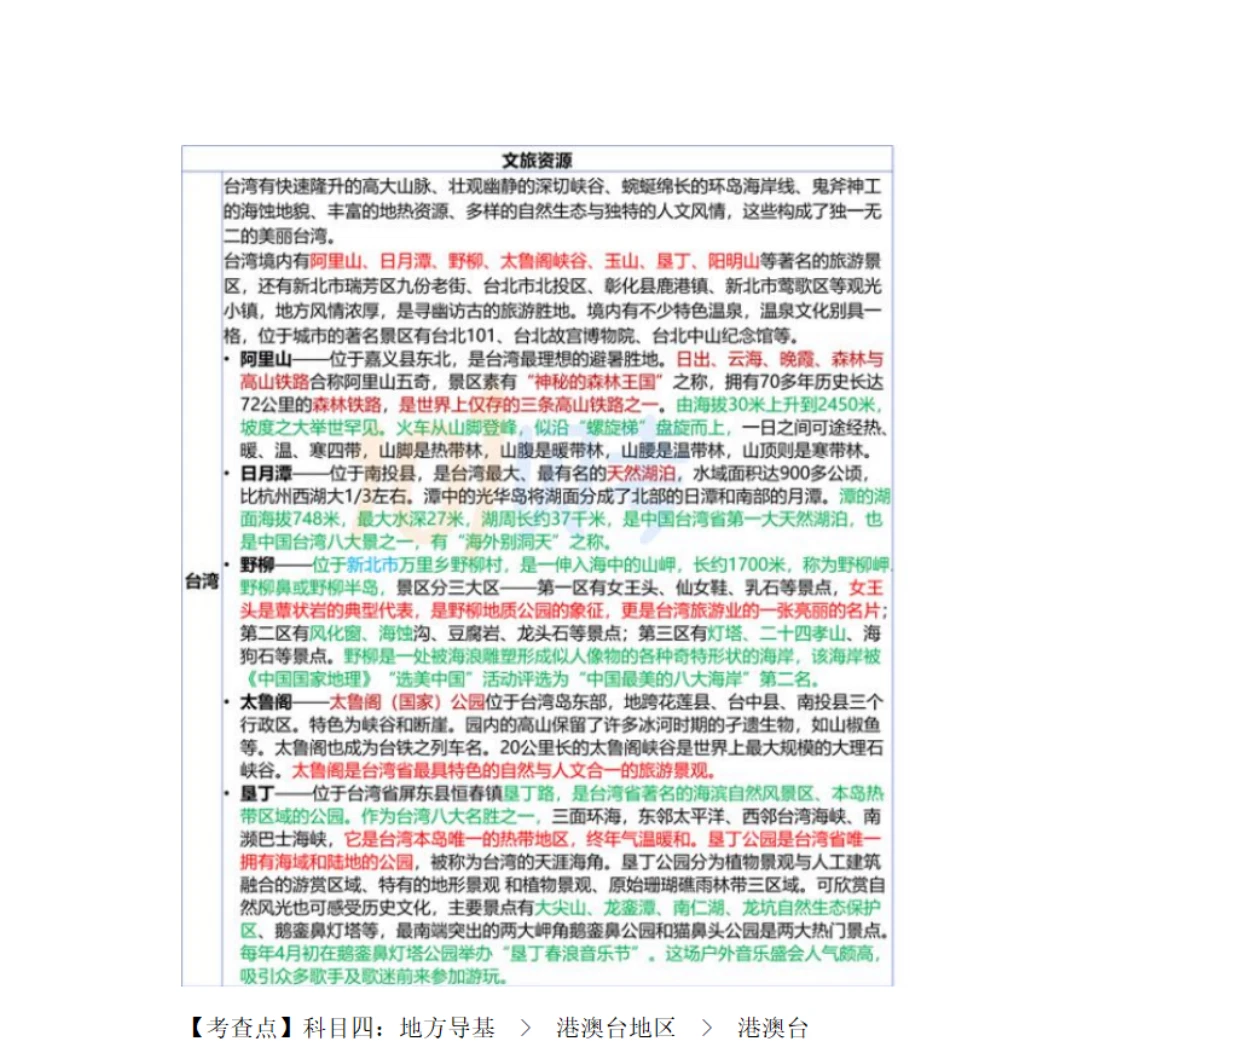 文旅资源
台湾有快速隆升的高大山脉、壮观幽静的深切峡谷、蜿蜒绵长的环岛海岸线、鬼斧神工
的海蚀地貌、丰富的地热资源、多样的自然生态与独特的人文风情，这些构成了独一无
二的美丽台湾。
台湾境内有阿里山、日月潭、野柳、太鲁阁峡谷、玉山、垦丁、阳明山等著名的旅游景
区，还有新北市瑞芳区九份老街、台北市北投区、彰化县鹿港镇、新北市莺歌区等观光
小镇，地方风情浓厚，是寻幽访古的旅游胜地。境内有不少特色温泉，温泉文化别具一
格，位于城市的著名景区有台北101、台北故宫博物院、台北中山纪念馆等。
• 阿里山——位于嘉义县东北，是台湾最理想的避暑胜地。日出、云海、晚霞、森林与
高山铁路合称阿里山五奇，景区素有“神秘的森林王国”之称，拥有70多年历史长达
72公里的森林铁路，是世界上仅存的三条高山铁路之一。由海拔30米上升到2450米，
坡度之大举世罕见。火车从山脚登峰，似沿“螺旋梯”盘旋而上，一日之间可途经热、
暖、温、寒四带，山脚是热带林，山腹是暖带林，山腰是温带林，山顶则是寒带林。
• 日月潭——位于南投县，是台湾最大、最有名的天然湖泊，水域面积达900多公顷，
比杭州西湖大1/3左右。潭中的光华岛将湖面分成了北部的日潭和南部的月潭。潭的湖
面海拔748米，最大水深27米，湖周长约37千米，是中国台湾省第一大天然湖泊，也
是中国台湾八大景之一，有“海外别洞天”之称。
台湾
• 野柳——位于新北市万里乡野柳村，是一伸入海中的山岬，长约1700米，称为野柳岬、
野柳鼻或野柳半岛，景区分三大区——第一区有女王头、仙女鞋、乳石等景点，女王
头是蕈状岩的典型代表，是野柳地质公园的象征，更是台湾旅游业的一张亮丽的名片；
第二区有风化窗、海蚀沟、豆腐岩、龙头石等景点；第三区有灯塔、二十四孝山、海
狗石等景点。野柳是一处被海浪雕塑形成似人像物的各种奇特形状的海岸，该海岸被
《中国国家地理》“选美中国”活动评选为“中国最美的八大海岸”第二名。
• 太鲁阁——太鲁阁（国家）公园位于台湾岛东部，地跨花莲县、台中县、南投县三个
行政区。特色为峡谷和断崖。园内的高山保留了许多冰河时期的孑遗生物，如山椒鱼
等。太鲁阁也成为台铁之列车名。20公里长的太鲁阁峡谷是世界上最大规模的大理石
峡谷。太鲁阁是台湾省最具特色的自然与人文合一的旅游景观。
• 垦丁——位于台湾省屏东县恒春镇垦丁路，是台湾省著名的海滨自然风景区、本岛热
带区域的公园。作为台湾八大名胜之一，三面环海，东邻太平洋、西邻台湾海峡、南
濒巴士海峡，它是台湾本岛唯一的热带地区，终年气温暖和。垦丁公园是台湾省唯一
拥有海域和陆地的公园，被称为台湾的天涯海角。垦丁公园分为植物景观与人工建筑
融合的游赏区域、特有的地形景观 和植物景观、原始珊瑚礁雨林带三区域。可欣赏自
然风光也可感受历史文化，主要景点有大尖山、龙銮潭、南仁湖、龙坑自然生态保护
区、鹅銮鼻灯塔等，最南端突出的两大岬角鹅銮鼻公园和猫鼻头公园是两大热门景点。
每年4月初在鹅銮鼻灯塔公园举办“垦丁春浪音乐节”。这场户外音乐盛会人气颇高，
吸引众多歌手及歌迷前来参加游玩。
【考查点】科目四：地方导基 > 港澳台地区 > 港澳台